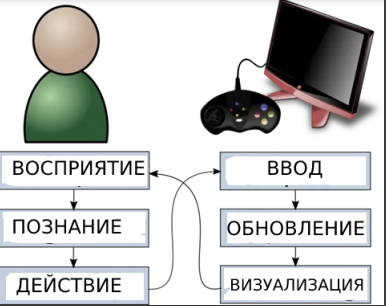 ВОСПРИЯТИЕ
ПОЗНАНИЕ
ДЕЙСТВИЕ
ВВОД
ОБНОВЛЕНИЕ
ВИЗУАЛИЗАЦИЯ